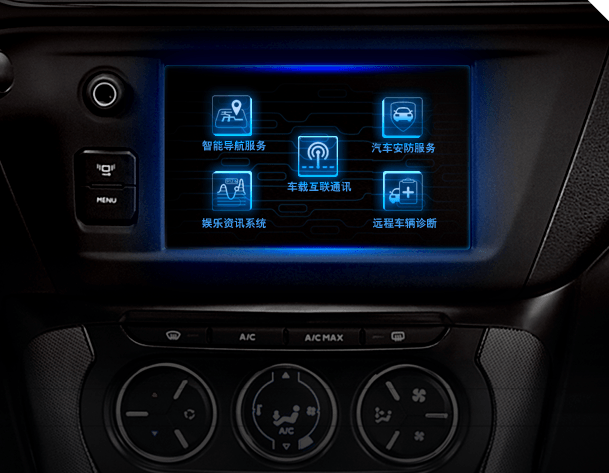 智能导航服务
汽车安防服务
车载互联通讯
娱乐资讯系统
远程车辆诊断
MENU
A/C
A/C MAX
A/C